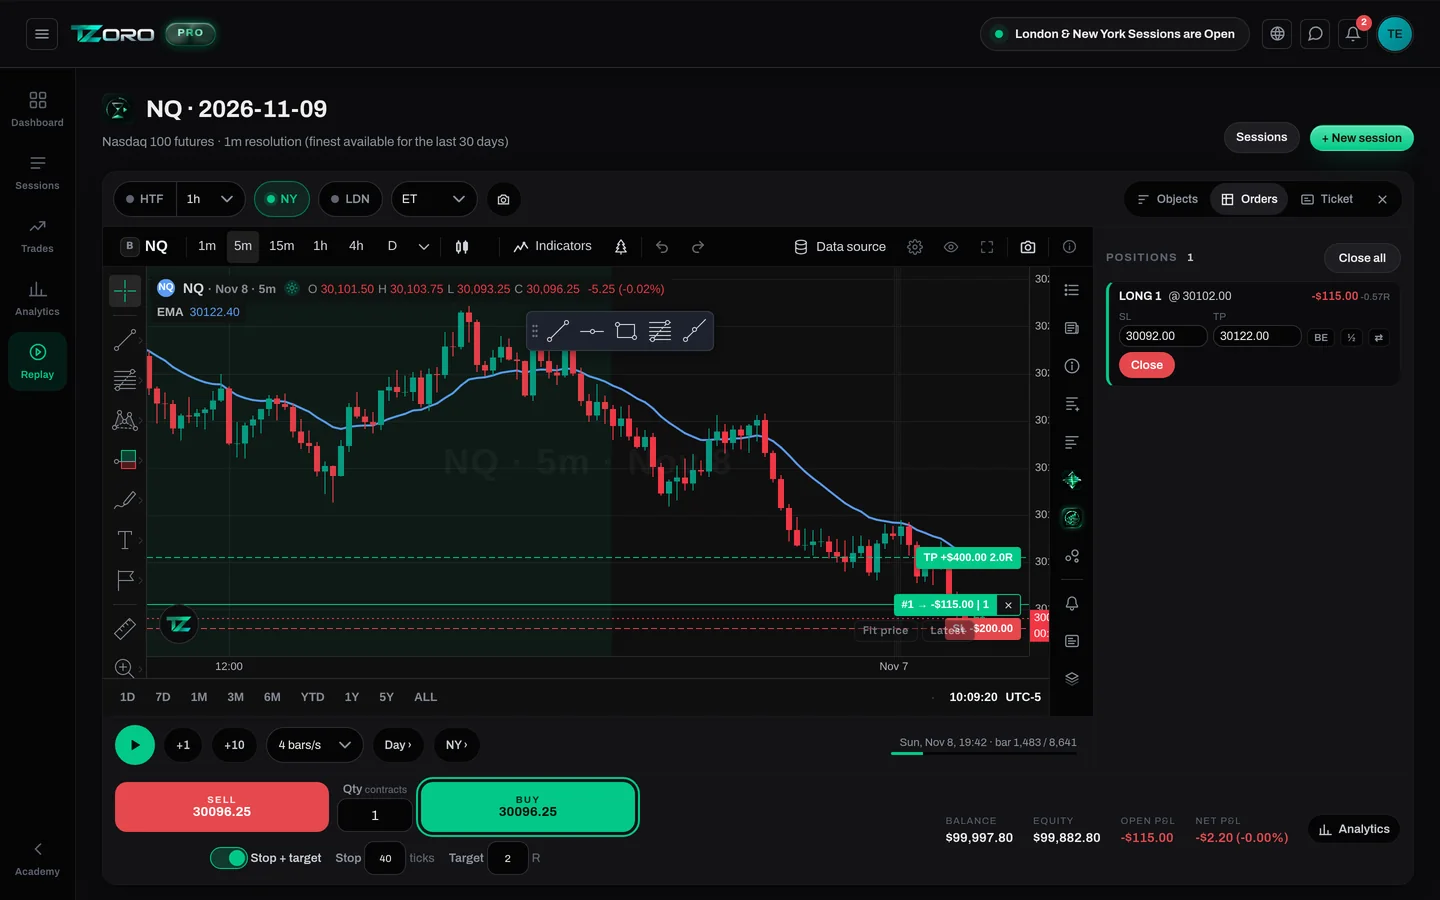 TZORO PRO
London & New York Sessions are Open
2
TE
Dashboard
Sessions
Trades
Analytics
Replay
Academy
NQ · 2026-11-09
Nasdaq 100 futures · 1m resolution (finest available for the last 30 days)
Sessions
+ New session
HTF 1h NY LDN ET
Objects Orders Ticket
B NQ 1m 5m 15m 1h 4h D Indicators Data source
NQ NQ · Nov 8 · 5m O 30,101.50 H 30,103.75 L 30,093.25 C 30,096.25 -5.25 (-0.02%)
EMA 30122.40
NQ · 5m · Nov 8
TP +$400.00 2.0R
#1 → -$115.00 | 1 ×
Fit price Latest
-$200.00
TZ
12:00 Nov 7
1D 7D 1M 3M 6M YTD 1Y 5Y ALL
10:09:20 UTC-5
POSITIONS 1
Close all
LONG 1 @ 30102.00 -$115.00 -0.57R
SL TP
30092.00 30122.00 BE ½ ⇄
Close
+1 +10 4 bars/s Day › NY ›
Sun, Nov 8, 19:42 · bar 1,483 / 8,641
SELL
30096.25
Qty contracts
1
BUY
30096.25
Stop + target Stop 40 ticks Target 2 R
BALANCE EQUITY OPEN P&L NET P&L
$99,997.80 $99,882.80 -$115.00 -$2.20 (-0.00%)
Analytics